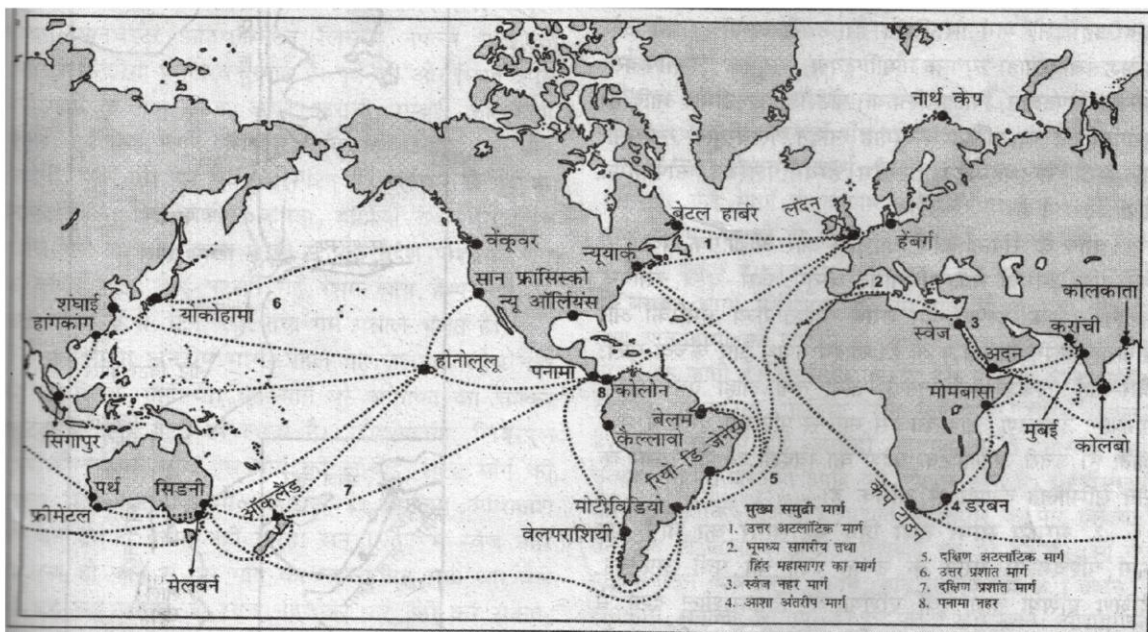 नार्थ केप
बेटल हार्बर
लंदन
1
हेंबर्ग
वेंकूवर
न्यूयार्क
सान फ्रांसिस्को
2
कोलकाता
शंघाई
न्यू ऑर्लियंस
हांगकांग
योकोहामा
6
स्वेज
3
कराची
अदन
होनोलूलू
पनामा
8
कोलोन
मोमबासा
सिंगापुर
बेलम
केल्लावा
मुंबई
कोलंबो
रियो-डि जेनेरो
5
पर्थ
सिडनी
ऑकलैंड
7
केप टाउन
4
डरबन
फ्रीमेंटल
मोंटीविडियो
वेलपराशियी
मेलबर्न
मुख्य समुद्री मार्ग
1. उत्तर अटलांटिक मार्ग
2. भूमध्य सागरीय तथा
हिंद महासागर का मार्ग
3. स्वेज नहर मार्ग
4. आशा अंतरीप मार्ग
5. दक्षिण अटलांटिक मार्ग
6. उत्तर प्रशांत मार्ग
7. दक्षिण प्रशांत मार्ग
8. पनामा नहर